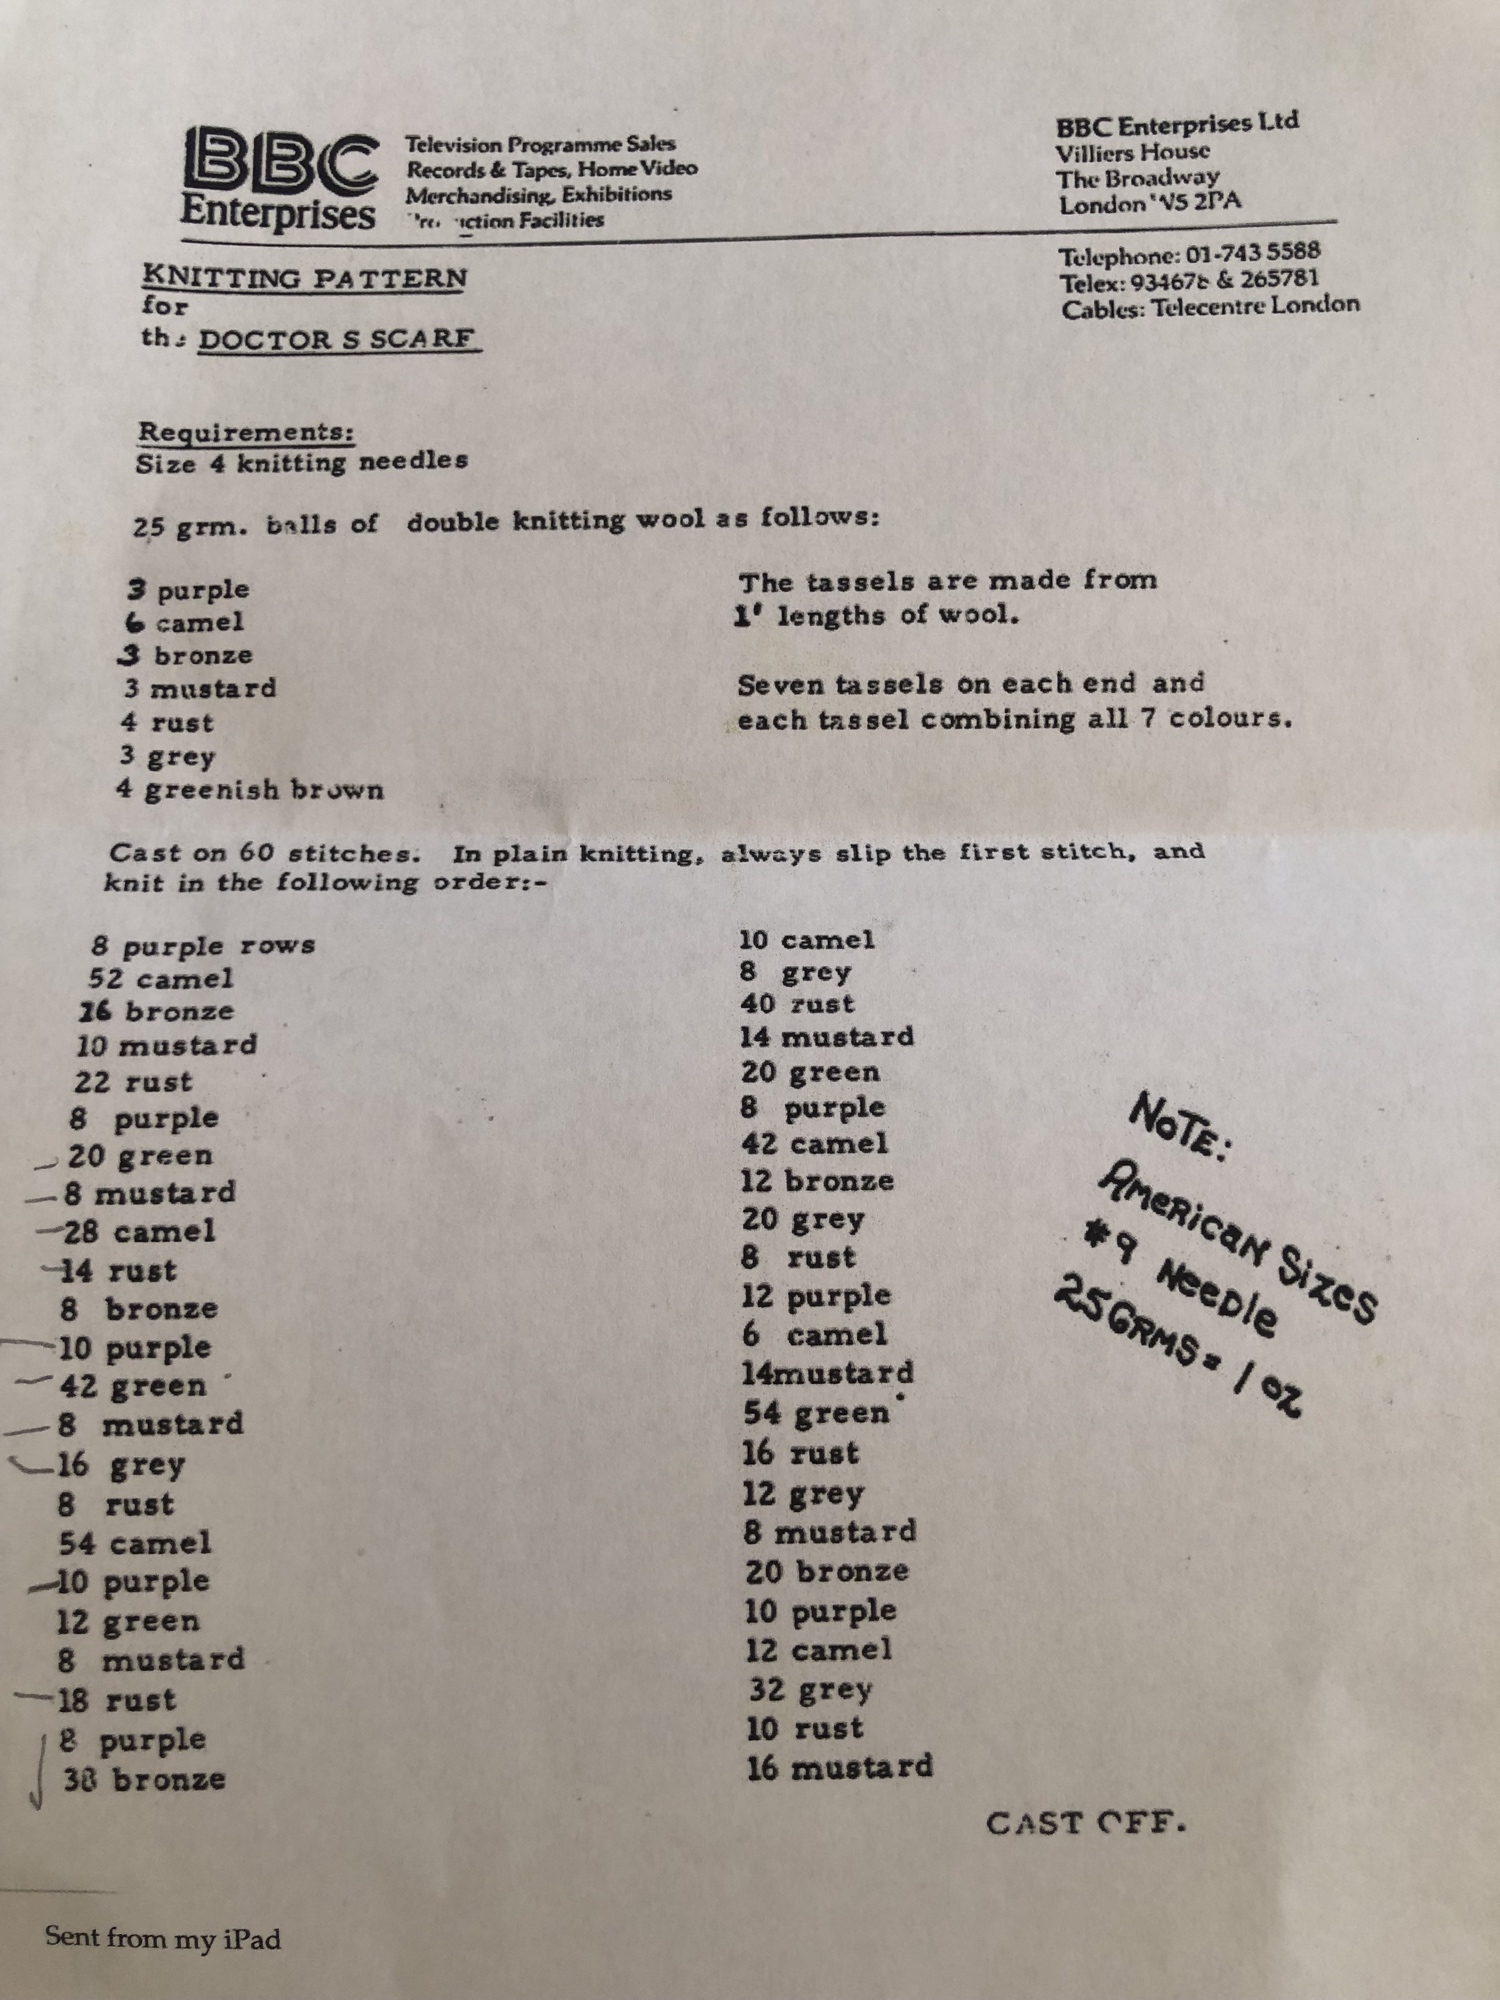 BBC
Enterprises
Television Programme Sales
Records & Tapes, Home Video
Merchandising, Exhibitions
Facilities
BBC Enterprises Ltd
Villiers House
The Broadway
London W5 2PA
Telephone: 01-743 5588
Telex: 934678 & 265781
Cables: Telecentre London
KNITTING PATTERN
for
the DOCTOR S SCARF
Requirements:
Size 4 knitting needles
25 grm. balls of double knitting wool as follows:
3 purple
6 camel
3 bronze
3 mustard
4 rust
3 grey
4 greenish brown
The tassels are made from
1' lengths of wool.
Seven tassels on each end and
each tassel combining all 7 colours.
Cast on 60 stitches. In plain knitting, always slip the first stitch, and
knit in the following order:-
8 purple rows
52 camel
16 bronze
10 mustard
22 rust
8 purple
20 green
8 mustard
28 camel
14 rust
8 bronze
10 purple
42 green
8 mustard
16 grey
8 rust
54 camel
10 purple
12 green
8 mustard
18 rust
8 purple
38 bronze
10 camel
8 grey
40 rust
14 mustard
20 green
8 purple
42 camel
12 bronze
20 grey
8 rust
12 purple
6 camel
14mustard
54 green
16 rust
12 grey
8 mustard
20 bronze
10 purple
12 camel
32 grey
10 rust
16 mustard
CAST OFF.
NOTE:
AMERICAN SIZES
#9 NEEDLE
25GRMS = 1 OZ
Sent from my iPad